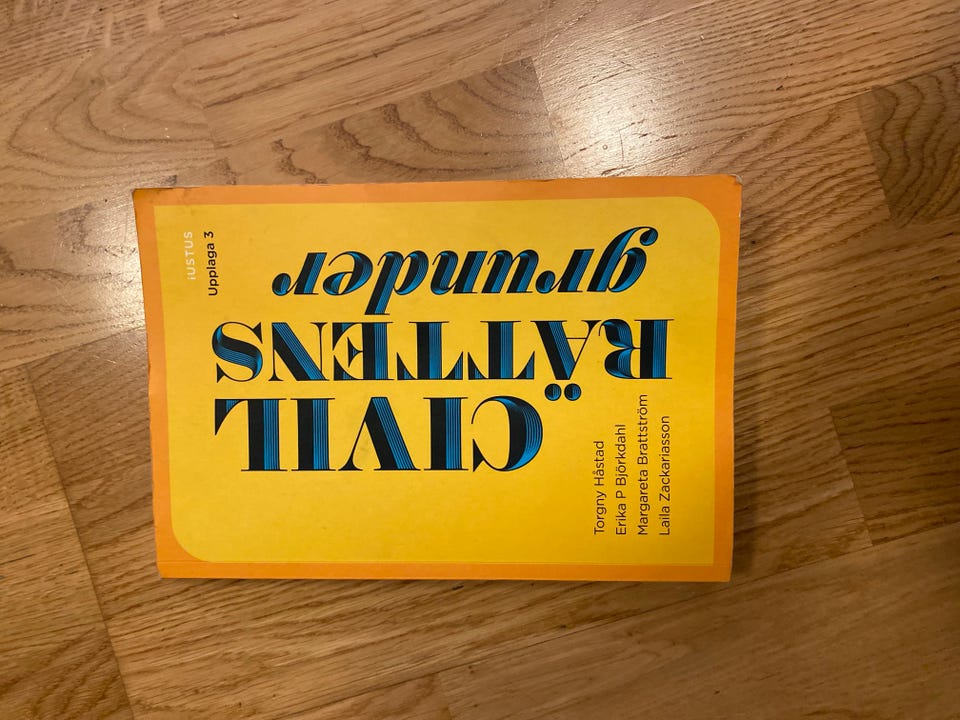 Torgny Håstad
Erika P Björkdahl
Margareta Brattström
Laila Zackariasson
CIVIL
RÄTTENS
grunder
iUSTUS
Upplaga 3